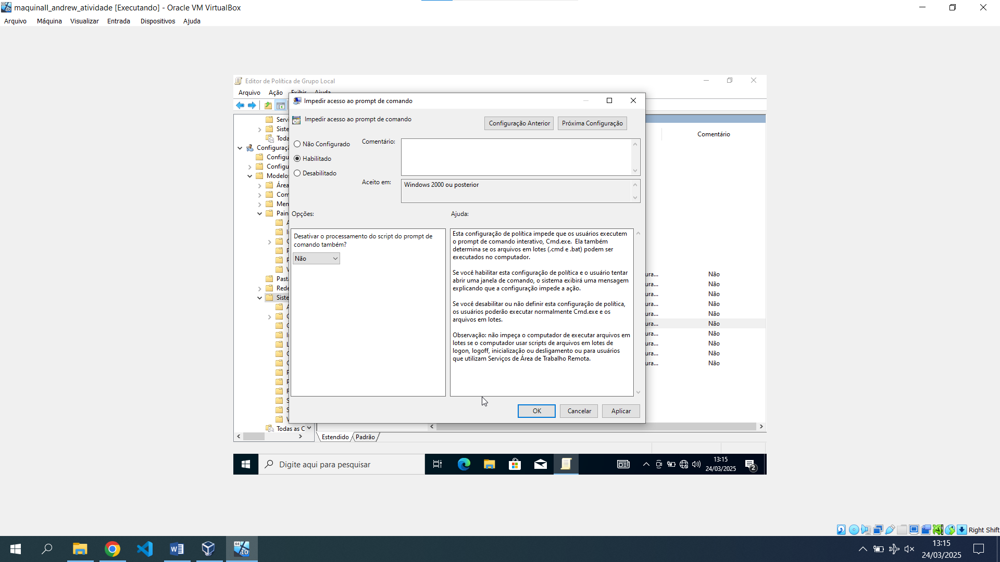 maquinaII_andrew_atividade [Executando] - Oracle VM VirtualBox
Arquivo Máquina Visualizar Entrada Dispositivos Ajuda
Editor de Política de Grupo Local
Arquivo Ação Exibir Ajuda
Impedir acesso ao prompt de comando
Impedir acesso ao prompt de comando
Configuração Anterior Próxima Configuração
Não Configurado
Habilitado
Desabilitado
Comentário:
Aceito em:
Windows 2000 ou posterior
Opções:
Ajuda:
Desativar o processamento do script do prompt de
comando também?
Não
Esta configuração de política impede que os usuários executem
o prompt de comando interativo, Cmd.exe. Ela também
determina se os arquivos em lotes (.cmd e .bat) podem ser
executados no computador.
Se você habilitar esta configuração de política e o usuário tentar
abrir uma janela de comando, o sistema exibirá uma mensagem
explicando que a configuração impede a ação.
Se você desabilitar ou não definir esta configuração de política,
os usuários poderão executar normalmente Cmd.exe e os
arquivos em lotes.
Observação: não impeça o computador de executar arquivos em
lotes se o computador usar scripts de arquivos em lotes de
logon, logoff, inicialização ou desligamento ou para usuários
que utilizam Serviços de Área de Trabalho Remota.
OK Cancelar Aplicar
Serv
Siste
Toda
Configuraç
Configu
Configu
Modelos
Área
Com
Men
Pain
Past
Rede
Siste
Todas as C
Comentário
ura... Não
ura... Não
ura... Não
ura... Não
ura... Não
ura... Não
ura... Não
ura... Não
ura... Não
ura... Não
Estendido Padrão
Digite aqui para pesquisar
13:15
24/03/2025
2
Right Shift
64
10
13:15
24/03/2025